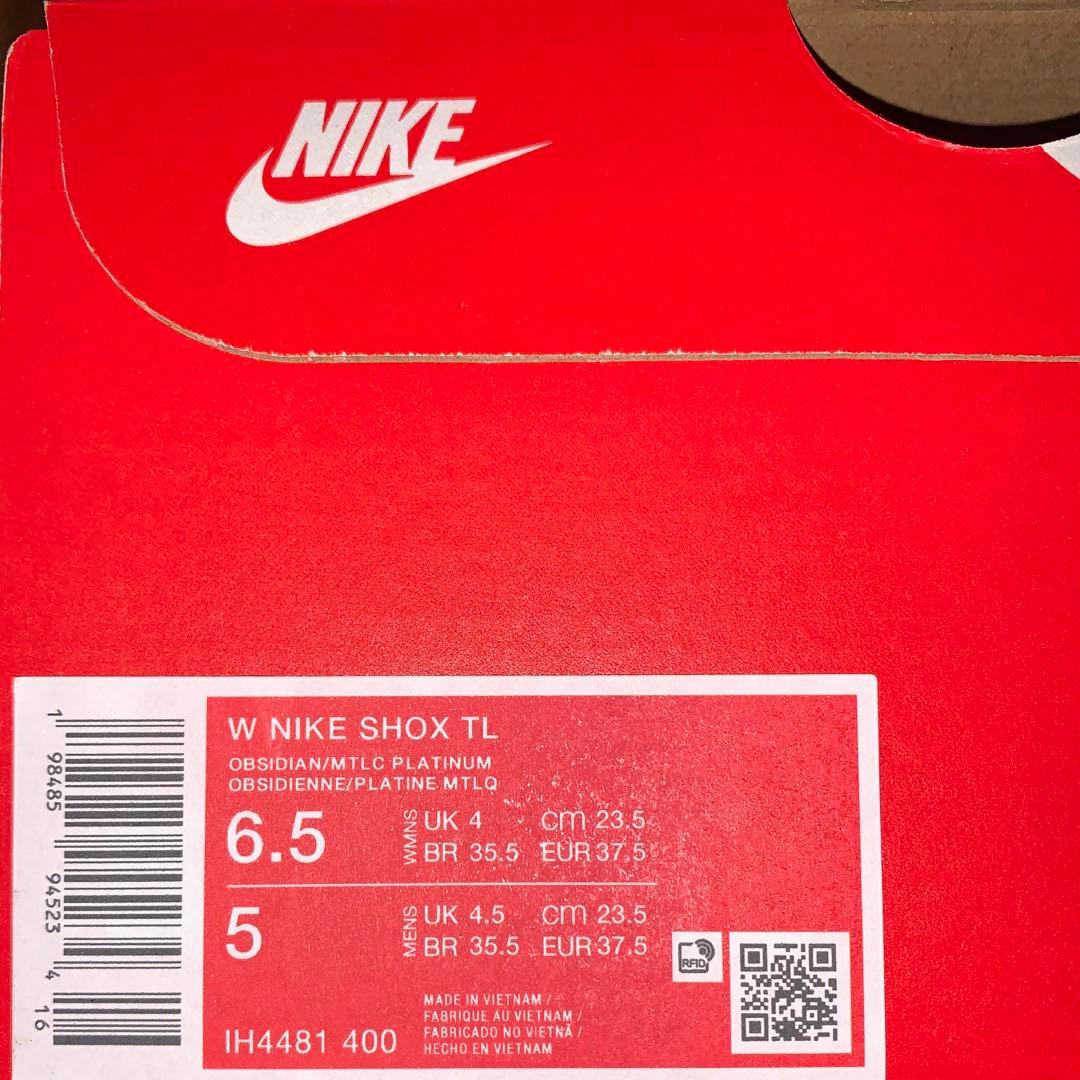 NIKE
W NIKE SHOX TL
OBSIDIAN/MTLC PLATINUM
OBSIDIENNE/PLATINE MTLQ
6.5 WMNS UK 4 cm 23.5
BR 35.5 EUR 37.5
5 MENS UK 4.5 cm 23.5
BR 35.5 EUR 37.5
IH4481 400
MADE IN VIETNAM /
FABRIQUE AU VIETNAM /
FABRICADO NO VIETNÃ /
HECHO EN VIETNAM
RFID
1 98485 94523 4 16